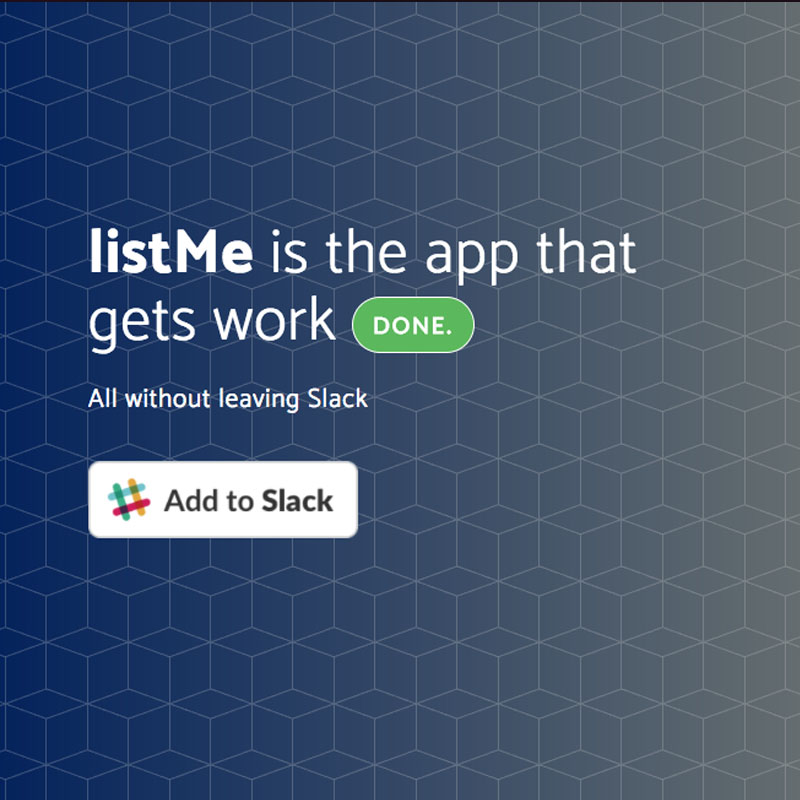 listMe is the app that
gets work DONE.
All without leaving Slack
Add to Slack